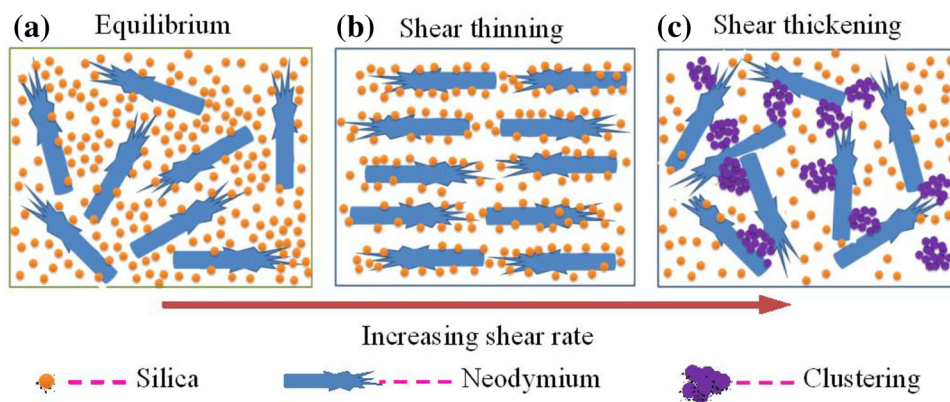 (a) Equilibrium
(b) Shear thinning
(c) Shear thickening
Increasing shear rate
Silica
Neodymium
Clustering